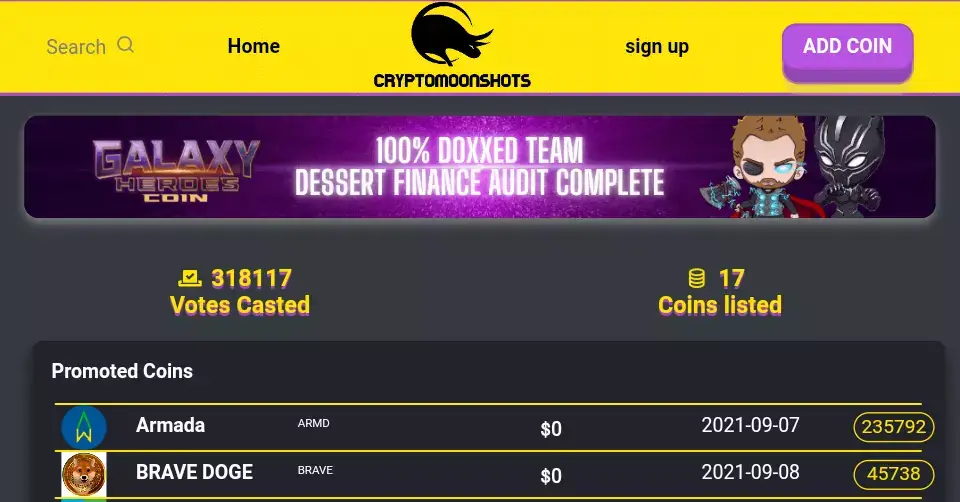 Search
Home
CRYPTOMOONSHOTS
sign up
ADD COIN
GALAXY
HEROES
COIN
100% DOXXED TEAM
DESSERT FINANCE AUDIT COMPLETE
318117
Votes Casted
17
Coins listed
Promoted Coins
Armada ARMD $0 2021-09-07 235792
BRAVE DOGE BRAVE $0 2021-09-08 45738